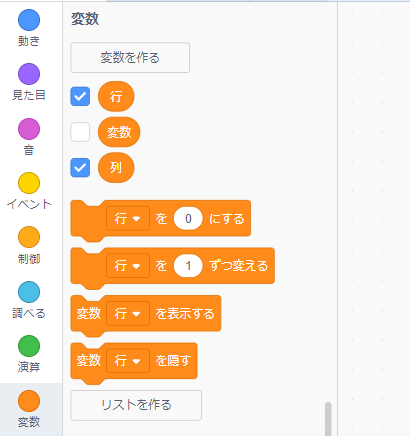 動き
見た目
音
イベント
制御
調べる
演算
変数
変数
変数を作る
行
変数
列
行 を 0 にする
行 を 1 ずつ変える
変数 行 を表示する
変数 行 を隠す
リストを作る